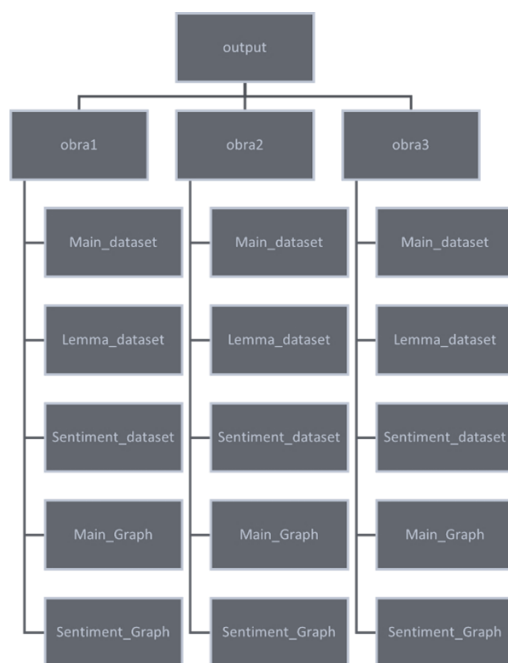 output
obra1
obra2
obra3
Main_dataset
Main_dataset
Main_dataset
Lemma_dataset
Lemma_dataset
Lemma_dataset
Sentiment_dataset
Sentiment_dataset
Sentiment_dataset
Main_Graph
Main_Graph
Main_Graph
Sentiment_Graph
Sentiment_Graph
Sentiment_Graph